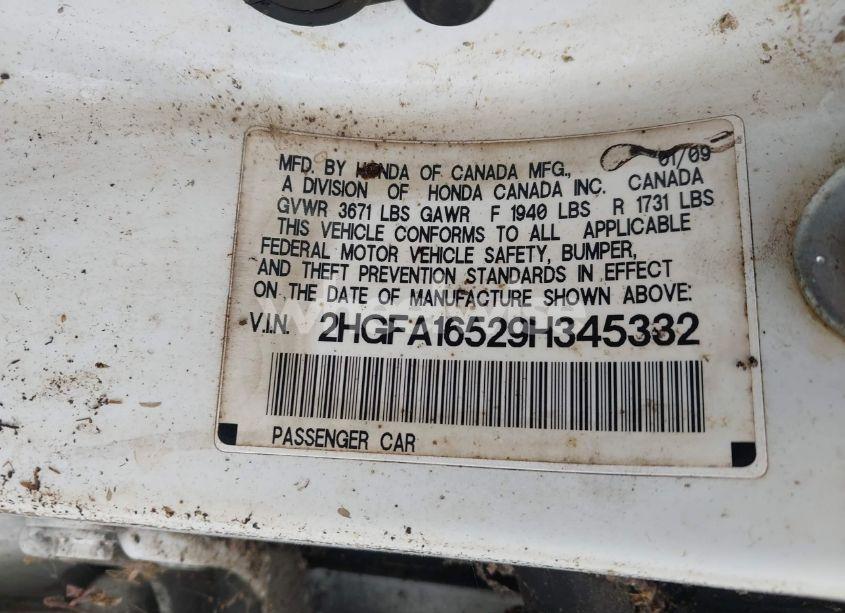 01/09
MFD. BY HONDA OF CANADA MFG.,
A DIVISION OF HONDA CANADA INC. CANADA
GVWR 3671 LBS GAWR F 1940 LBS R 1731 LBS
THIS VEHICLE CONFORMS TO ALL APPLICABLE
FEDERAL MOTOR VEHICLE SAFETY, BUMPER,
AND THEFT PREVENTION STANDARDS IN EFFECT
ON THE DATE OF MANUFACTURE SHOWN ABOVE:
V.I.N. 2HGFA16529H345332
PASSENGER CAR